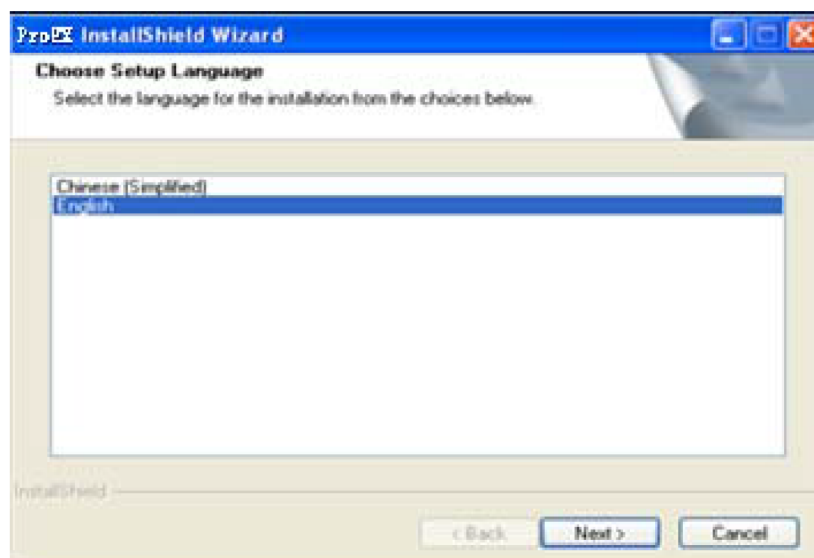 ProEX InstallShield Wizard
Choose Setup Language
Select the language for the installation from the choices below.
Chinese (Simplified)
English
InstallShield
< Back
Next >
Cancel